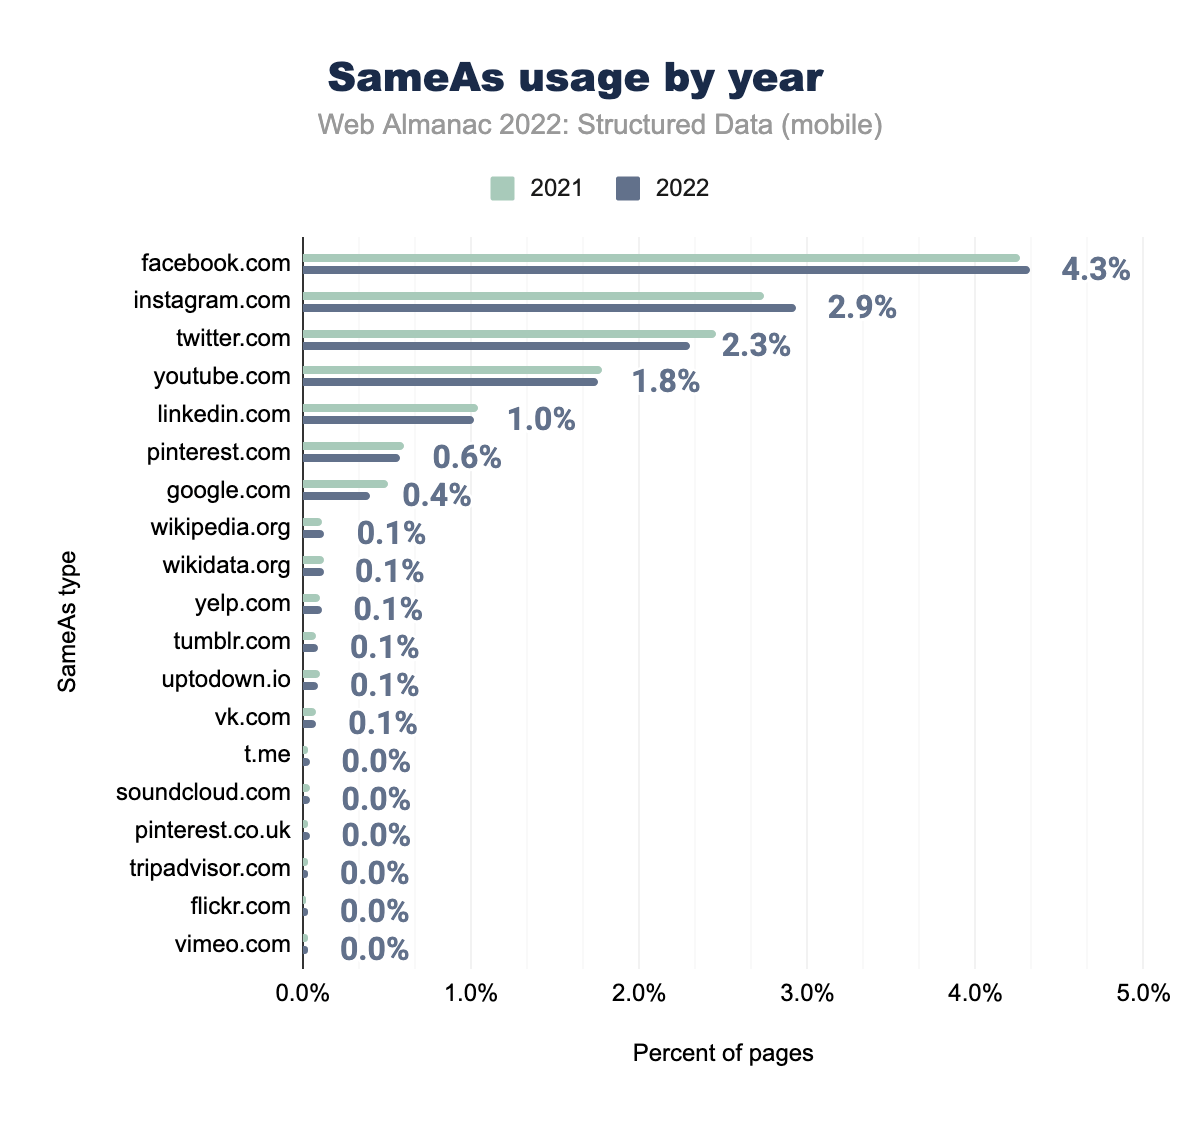 SameAs usage by year
Web Almanac 2022: Structured Data (mobile)
2021 2022
facebook.com 4.3%
instagram.com 2.9%
twitter.com 2.3%
youtube.com 1.8%
linkedin.com 1.0%
pinterest.com 0.6%
google.com 0.4%
wikipedia.org 0.1%
wikidata.org 0.1%
yelp.com 0.1%
tumblr.com 0.1%
uptodown.io 0.1%
vk.com 0.1%
t.me 0.0%
soundcloud.com 0.0%
pinterest.co.uk 0.0%
tripadvisor.com 0.0%
flickr.com 0.0%
vimeo.com 0.0%
SameAs type
0.0% 1.0% 2.0% 3.0% 4.0% 5.0%
Percent of pages